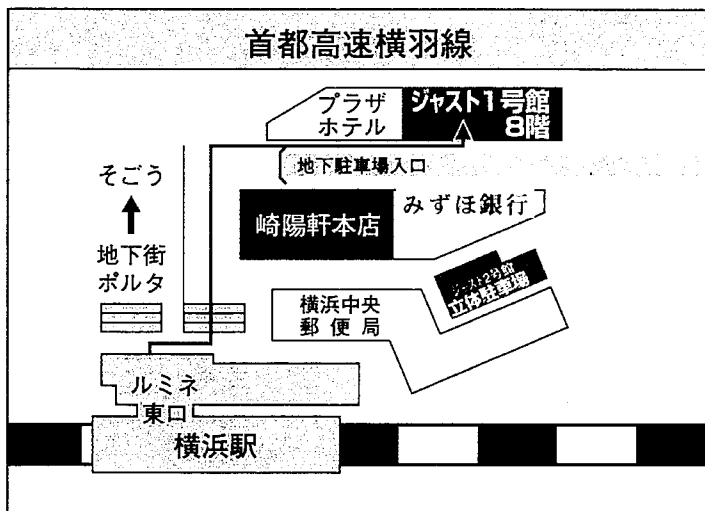 首都高速横羽線
プラザ
ホテル
ジャスト1号館
8階
地下駐車場入口
そごう
地下街
ポルタ
崎陽軒本店
みずほ銀行
ジャスト2号館
立体駐車場
横浜中央
郵便局
ルミネ
東口
横浜駅